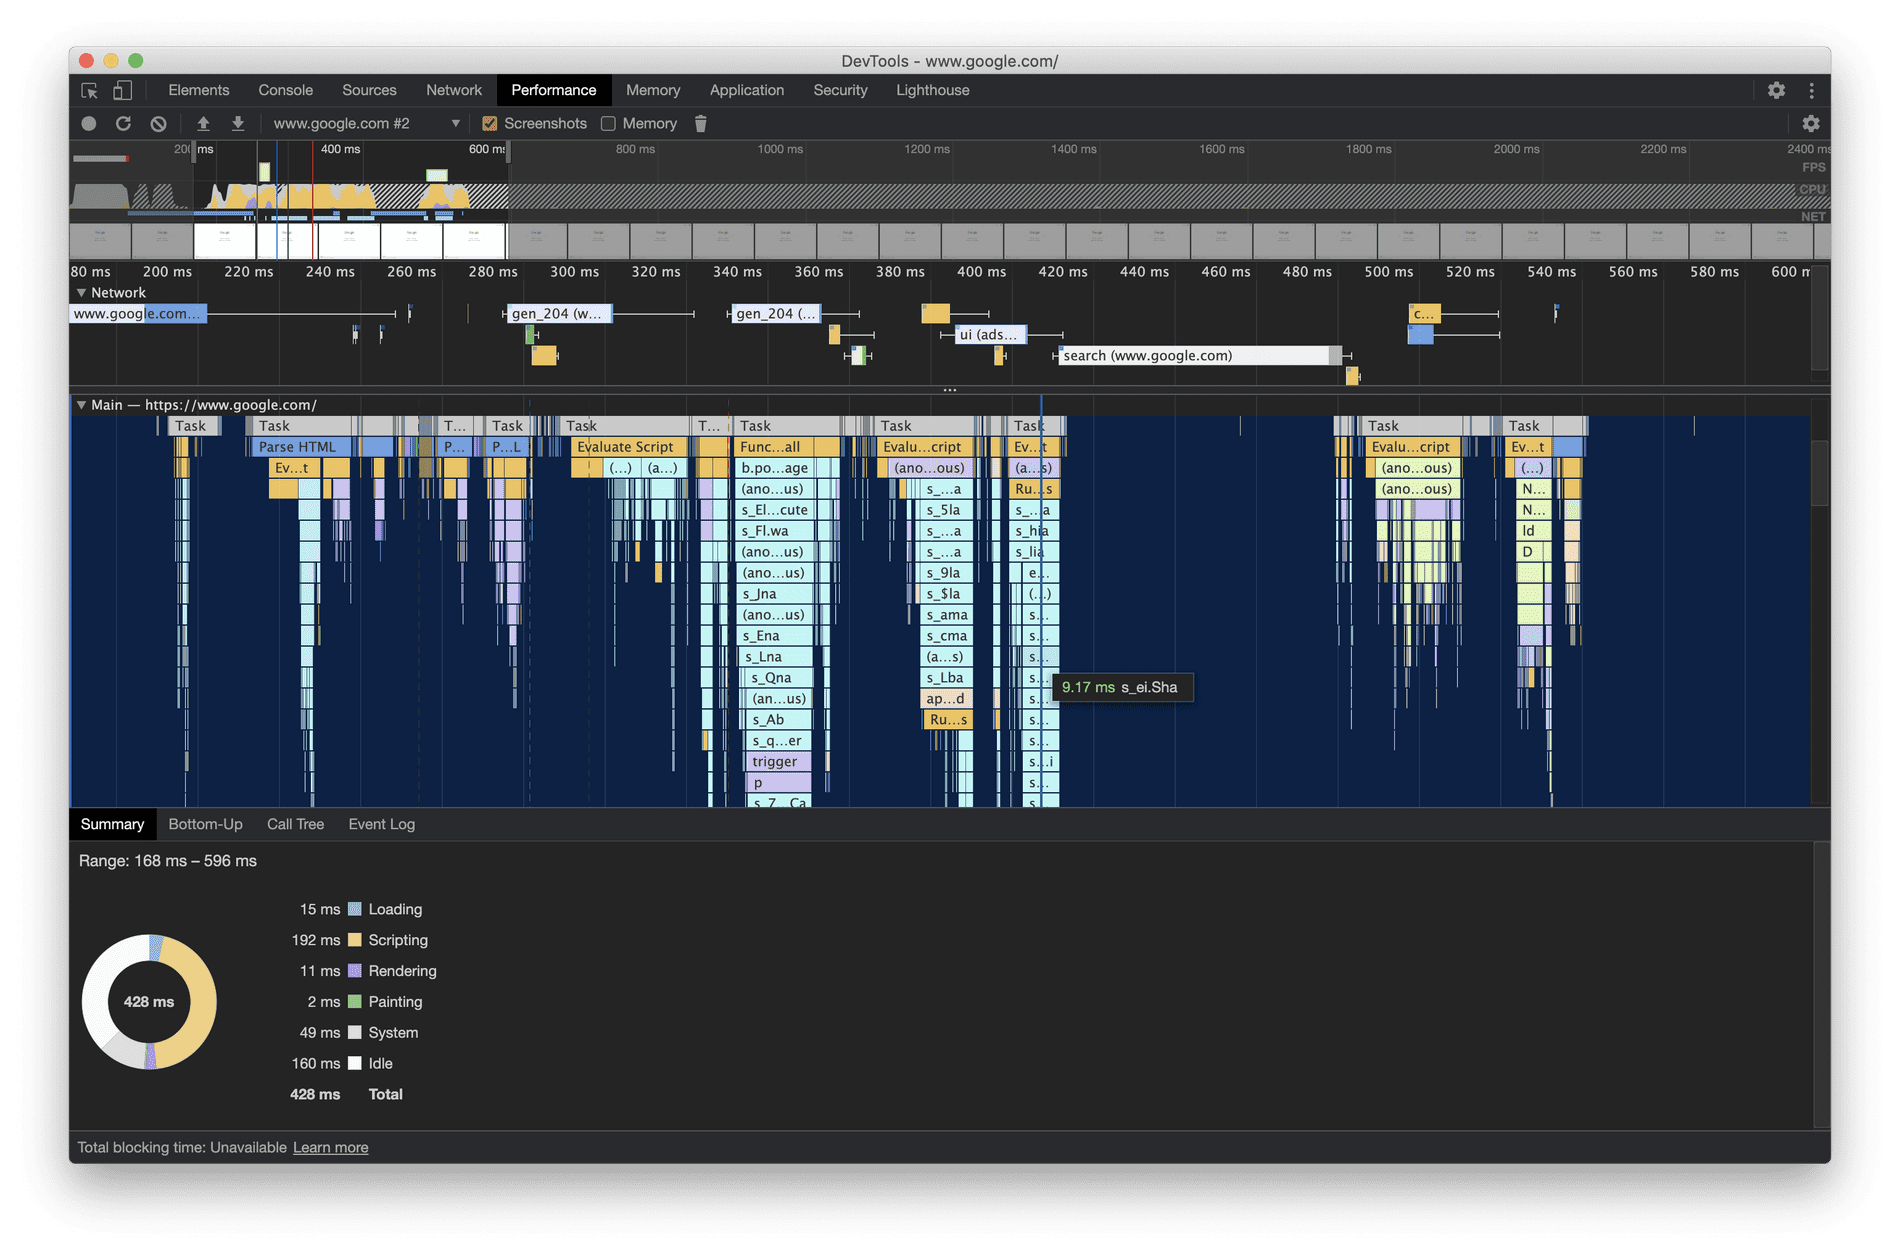 DevTools - www.google.com/
Elements Console Sources Network Performance Memory Application Security Lighthouse
www.google.com #2 ▼ Screenshots Memory
200 ms 400 ms 600 ms 800 ms 1000 ms 1200 ms 1400 ms 1600 ms 1800 ms 2000 ms 2200 ms 2400 ms
FPS
CPU
NET
80 ms 200 ms 220 ms 240 ms 260 ms 280 ms 300 ms 320 ms 340 ms 360 ms 380 ms 400 ms 420 ms 440 ms 460 ms 480 ms 500 ms 520 ms 540 ms 560 ms 580 ms 600 m
▼ Network
www.google.com... gen_204 (w... gen_204 (... c...
ui (ads...
search (www.google.com)
▼ Main — https://www.google.com/
Task Task T... Task Task T... Task Task Task Task Task
Parse HTML P... P...L Evaluate Script Func...all Evalu...cript Ev...t Evalu...cript Ev...t
Ev...t (...) (a...) b.po...age (ano...ous) (a...s) (ano...ous) (...)
(ano...us) s_...a Ru...s (ano...ous) N...
s_El...cute s_5la s_...a N...
s_Fl.wa s_...a s_hia Id
(ano...us) s_...a s_lia D
(ano...us) s_9la e...
s_Jna s_$la (...)
(ano...us) s_ama s...
s_Ena s_cma s...
s_Lna (a...s) s...
s_Qna s_Lba s...
9.17 ms s_ei.Sha
(an...us) ap...d s...
s_Ab Ru...s s...
s_q...er s...
trigger s...i
p s...
s_7...Ca s...
Summary Bottom-Up Call Tree Event Log
Range: 168 ms – 596 ms
15 ms Loading
192 ms Scripting
11 ms Rendering
428 ms
2 ms Painting
49 ms System
160 ms Idle
428 ms Total
Total blocking time: Unavailable Learn more